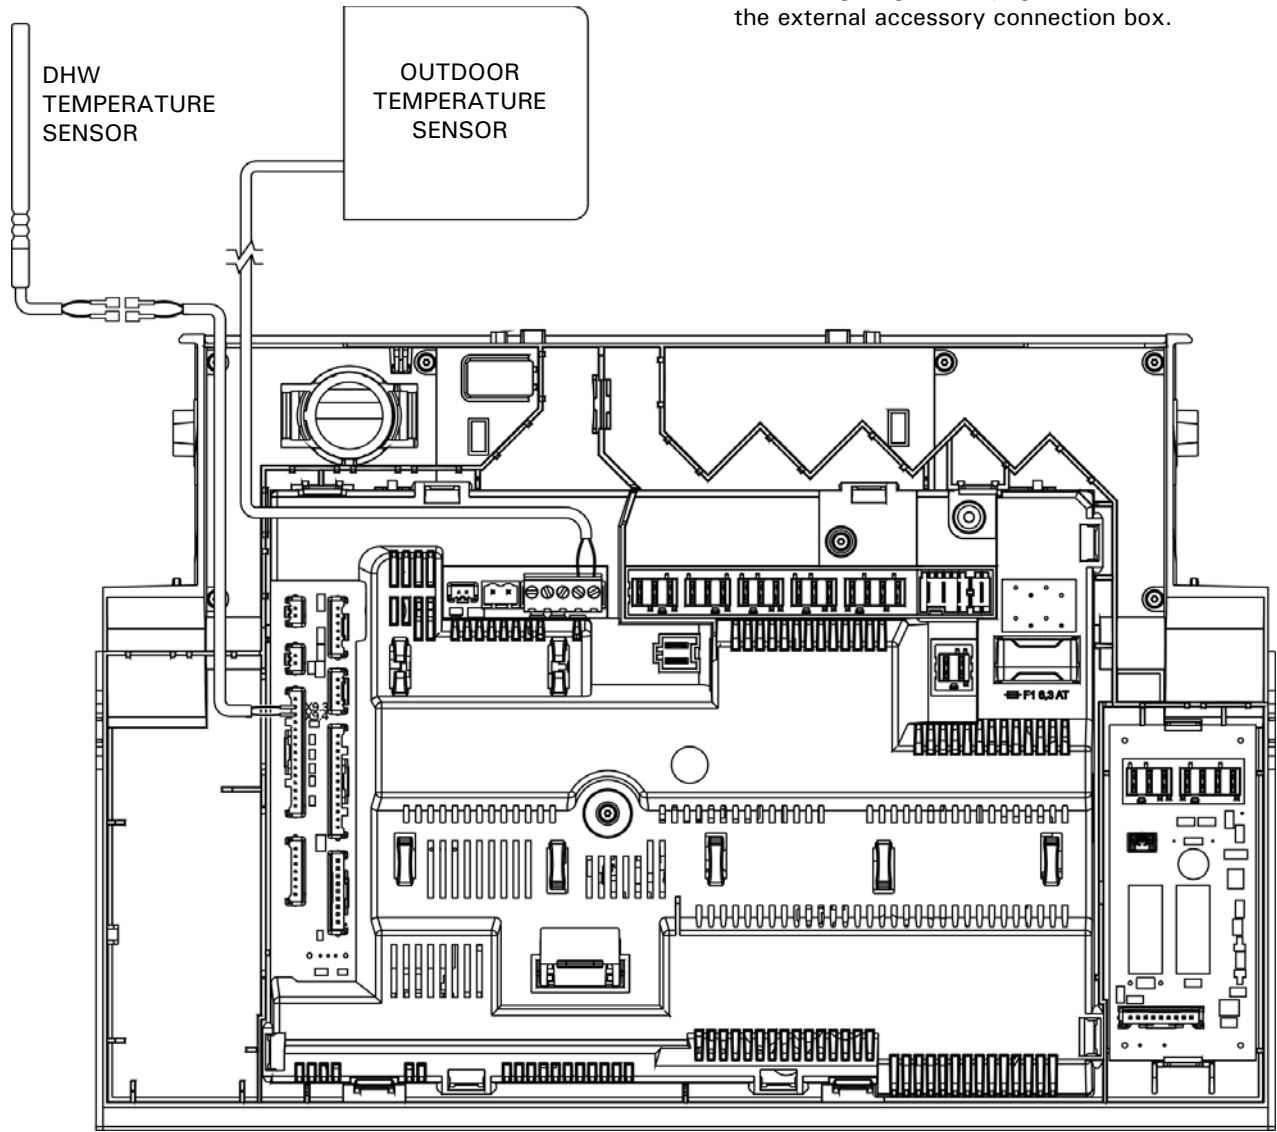 the external accessory connection box.
DHW
TEMPERATURE
SENSOR
OUTDOOR
TEMPERATURE
SENSOR
F1 6,3 AT